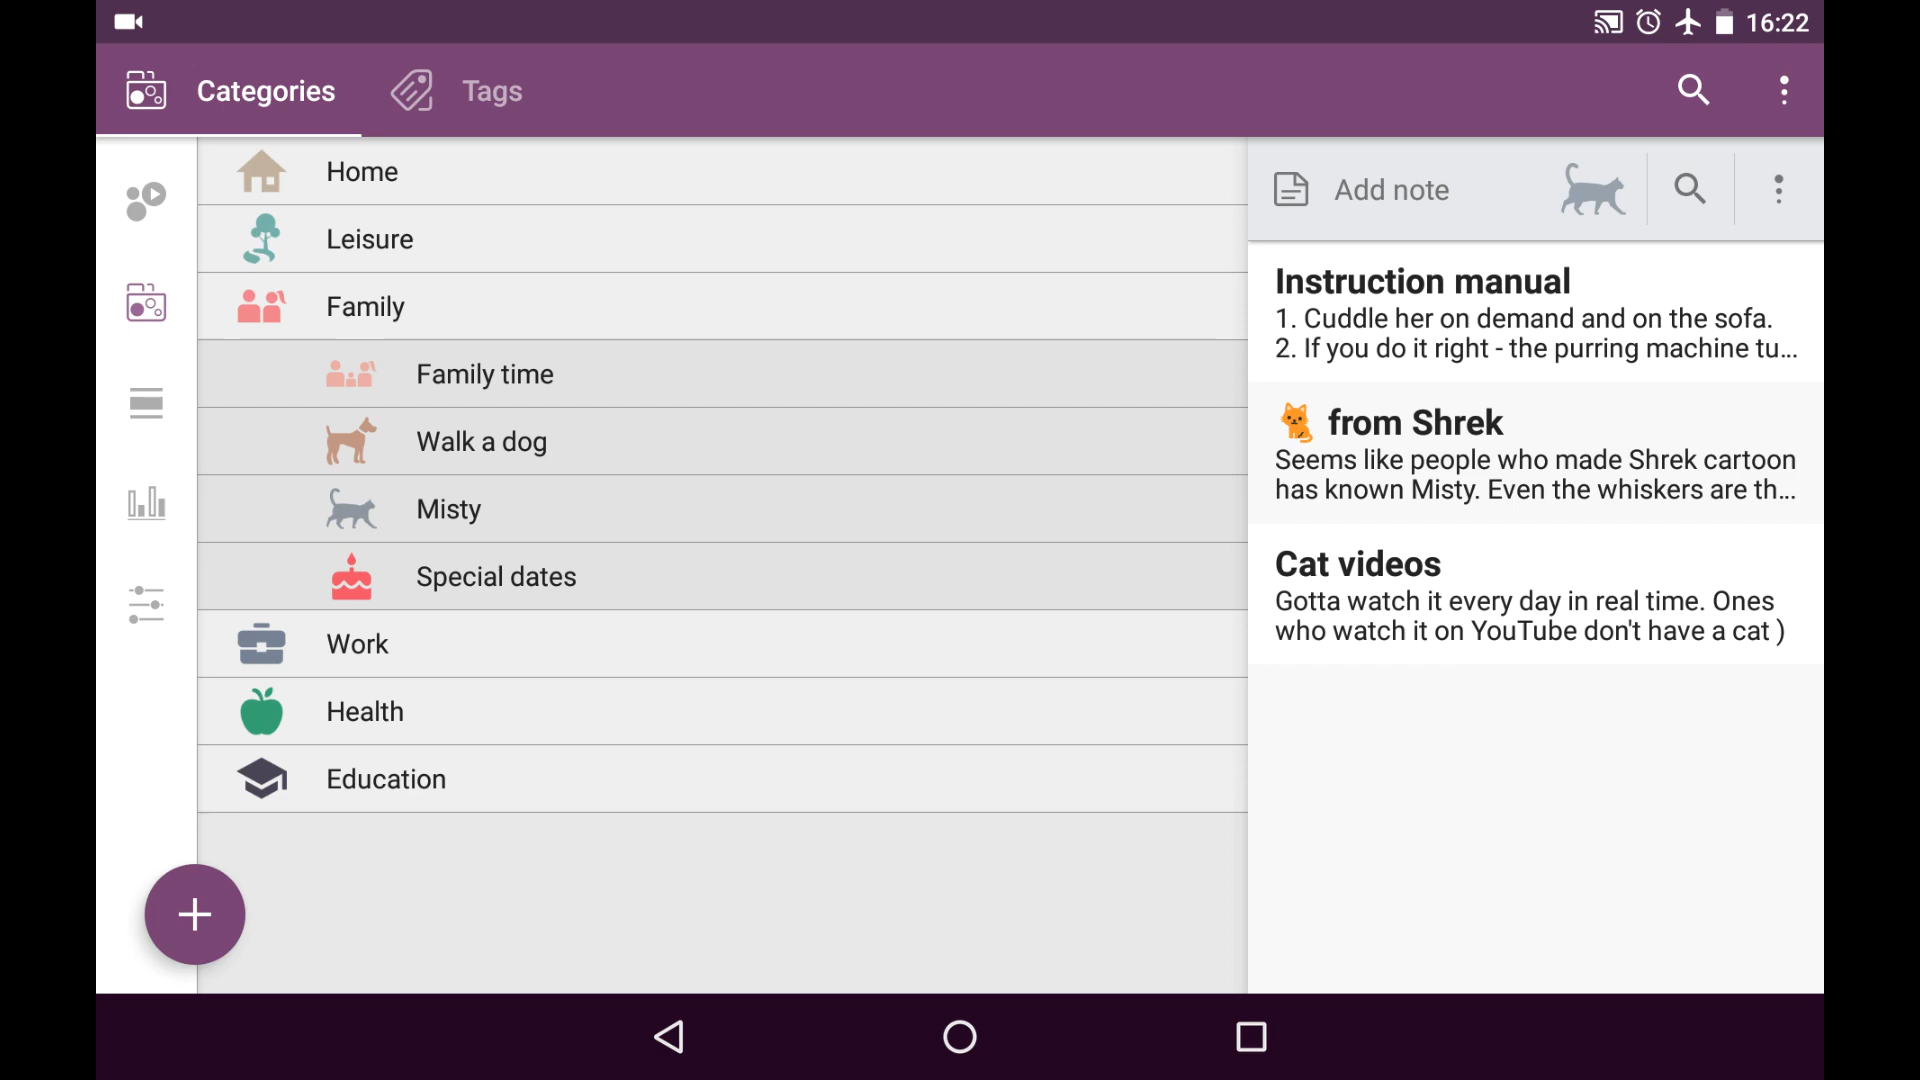 16:22
Categories
Tags
Home
Leisure
Family
Family time
Walk a dog
Misty
Special dates
Work
Health
Education
Add note
Instruction manual
1. Cuddle her on demand and on the sofa.
2. If you do it right - the purring machine tu...
🐈 from Shrek
Seems like people who made Shrek cartoon
has known Misty. Even the whiskers are th...
Cat videos
Gotta watch it every day in real time. Ones
who watch it on YouTube don't have a cat )